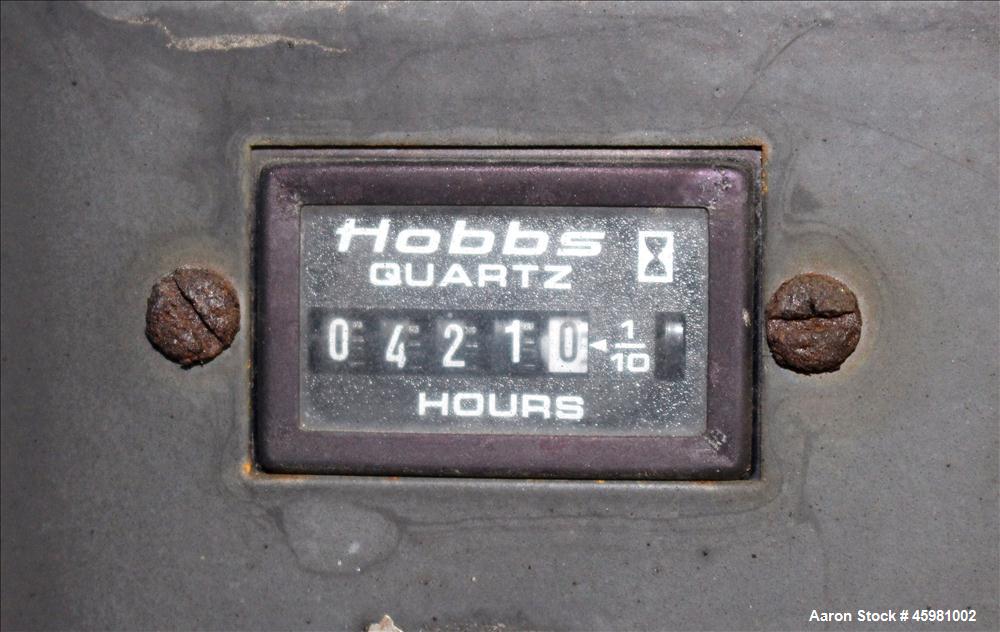 Hobbs
QUARTZ
0 4 2 1 0 ◄ 1/10
HOURS
Aaron Stock # 45981002